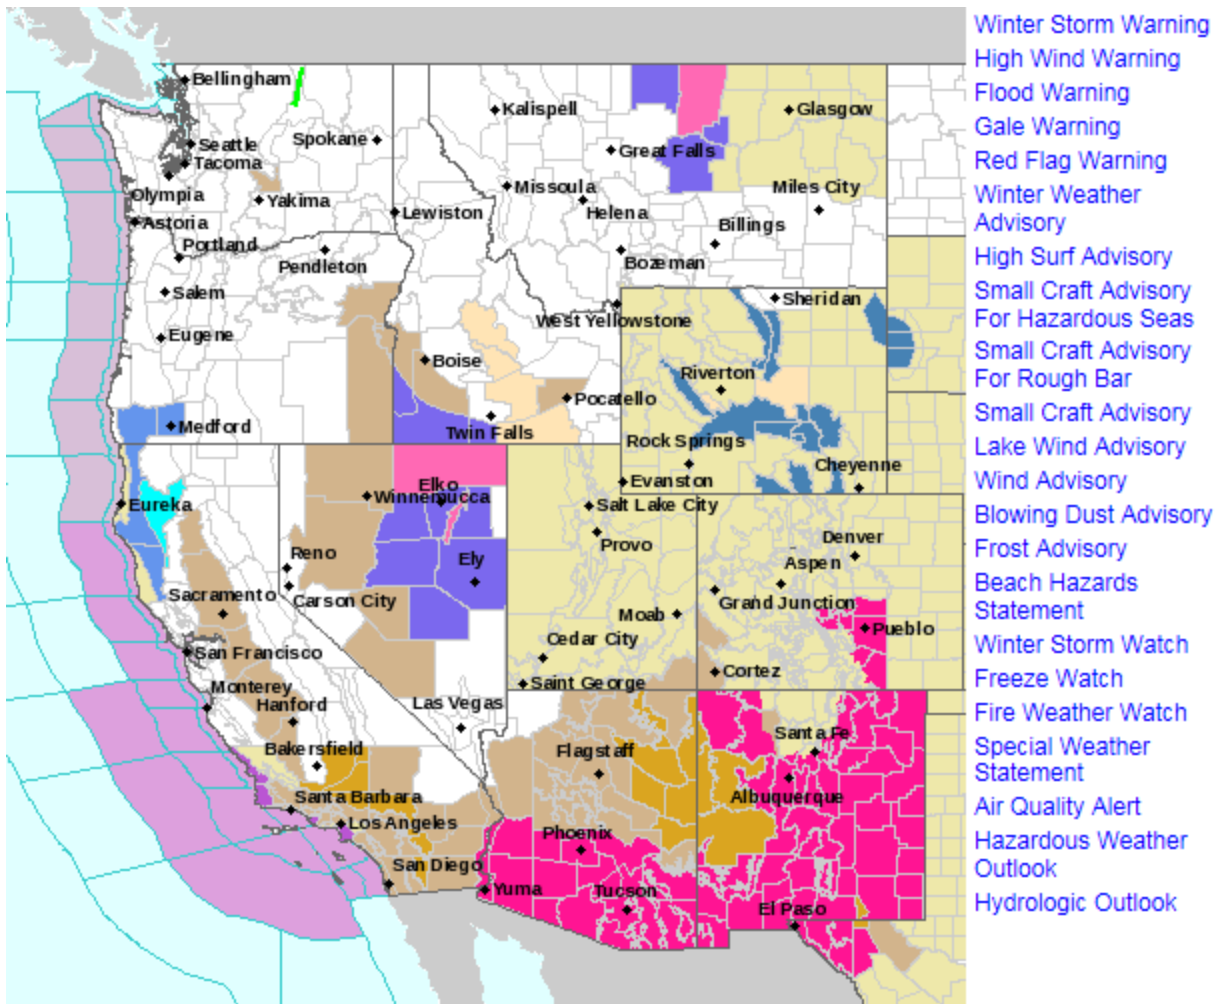 Winter Storm Warning
High Wind Warning
Flood Warning
Gale Warning
Red Flag Warning
Winter Weather
Advisory
High Surf Advisory
Small Craft Advisory
For Hazardous Seas
Small Craft Advisory
For Rough Bar
Small Craft Advisory
Lake Wind Advisory
Wind Advisory
Blowing Dust Advisory
Frost Advisory
Beach Hazards
Statement
Winter Storm Watch
Freeze Watch
Fire Weather Watch
Special Weather
Statement
Air Quality Alert
Hazardous Weather
Outlook
Hydrologic Outlook
Bellingham
Kalispell
Glasgow
Seattle
Spokane
Great Falls
Tacoma
Olympia
Yakima
Missoula
Miles City
Astoria
Lewiston
Helena
Billings
Portland
Pendleton
Bozeman
Salem
Sheridan
West Yellowstone
Eugene
Boise
Riverton
Pocatello
Medford
Twin Falls
Rock Springs
Cheyenne
Elko
Evanston
Winnemucca
Eureka
Salt Lake City
Provo
Denver
Reno
Ely
Aspen
Sacramento
Carson City
Grand Junction
Moab
Pueblo
Cedar City
San Francisco
Cortez
Saint George
Monterey
Hanford
Las Vegas
Santa Fe
Bakersfield
Flagstaff
Albuquerque
Santa Barbara
Los Angeles
Phoenix
San Diego
Yuma
Tucson
El Paso